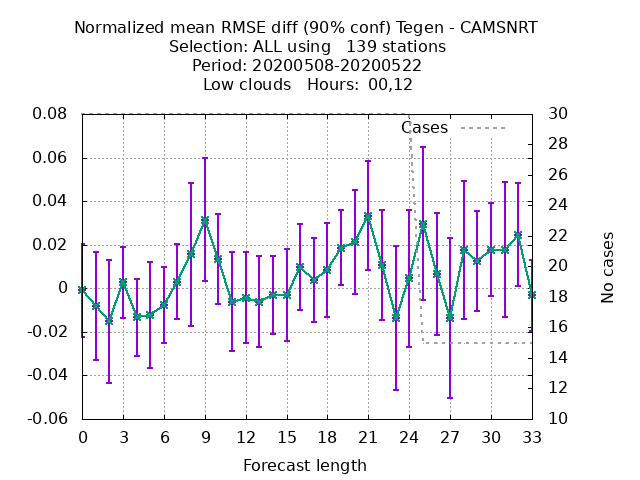 Normalized mean RMSE diff (90% conf) Tegen - CAMSNRT
Selection: ALL using   139 stations
Period: 20200508-20200522
Low clouds   Hours:  00,12
Cases
0.08
0.06
0.04
0.02
0
-0.02
-0.04
-0.06
30
28
26
24
22
20
18
16
14
12
10
No cases
0 3 6 9 12 15 18 21 24 27 30 33
Forecast length